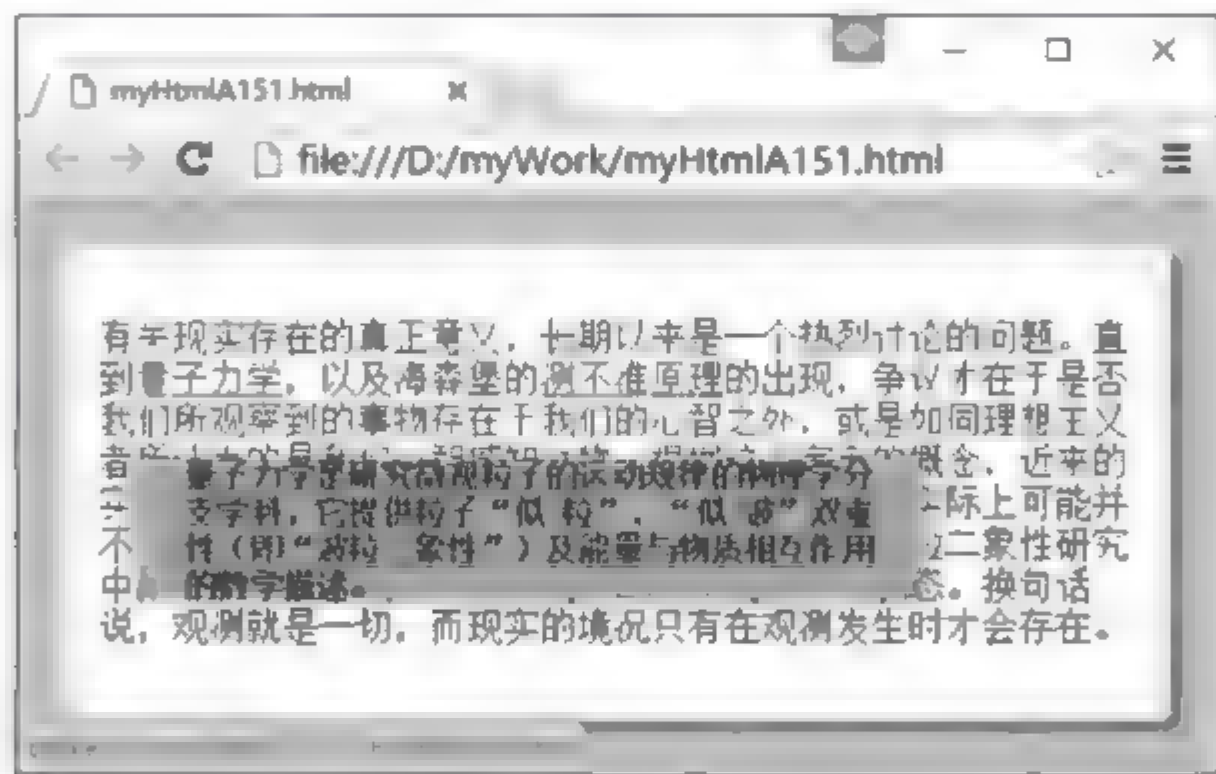 myHtmlA151.html
file:///D:/myWork/myHtmlA151.html
有关现实存在的真正意义，长期以来是一个热烈讨论的问题。直
到量子力学，以及海森堡的测不准原理的出现，争议才在于是否
我们所观察到的事物存在于我们的心智之外，或是如同理想王义
者 概念，近来的
际上可能并
不 二象性研究
中 态。换句话
说，观测就是一切，而现实的境况只有在观测发生时才会存在。
量子力学是研究微观粒子的运动规律的物理学分
支学科，它提供粒子“似-粒”，“似-波”双重
性（即“波粒二象性”）及能量与物质相互作用
的数学描述。